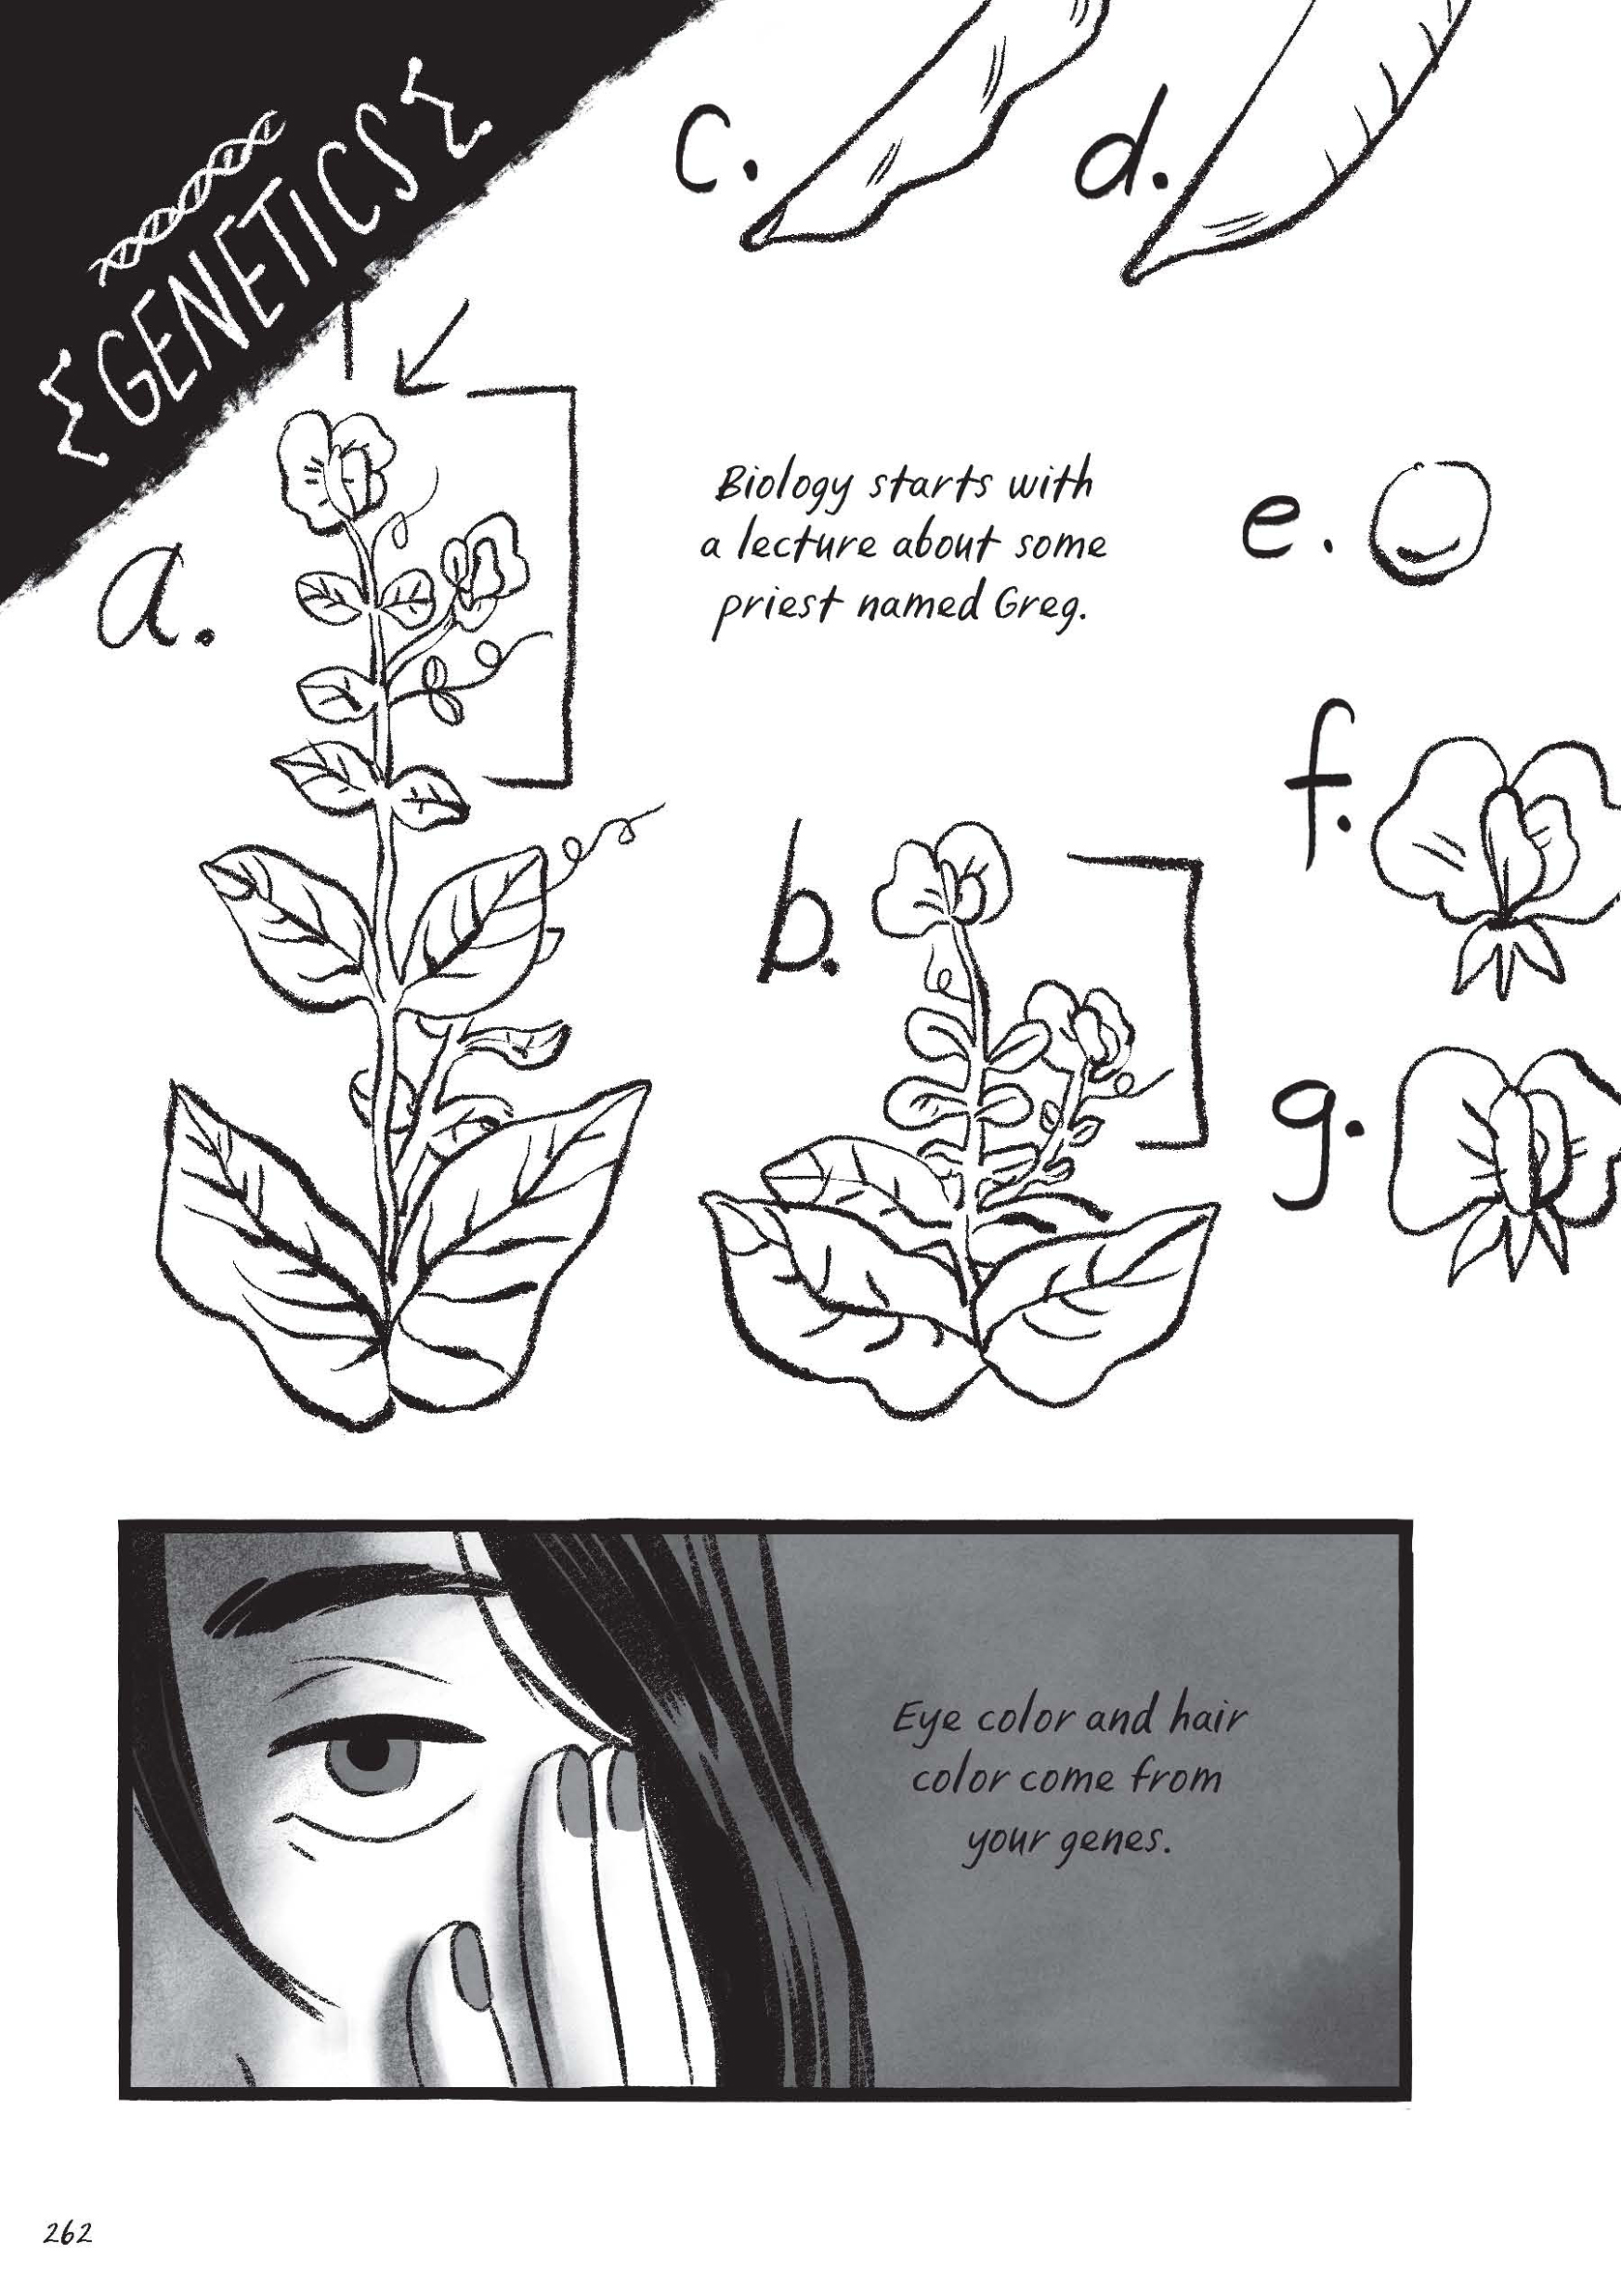 {GENETICS}
c.
d.
a.
Biology starts with
a lecture about some
priest named Greg.
e.
f.
b.
g.
Eye color and hair
color come from
your genes.
262